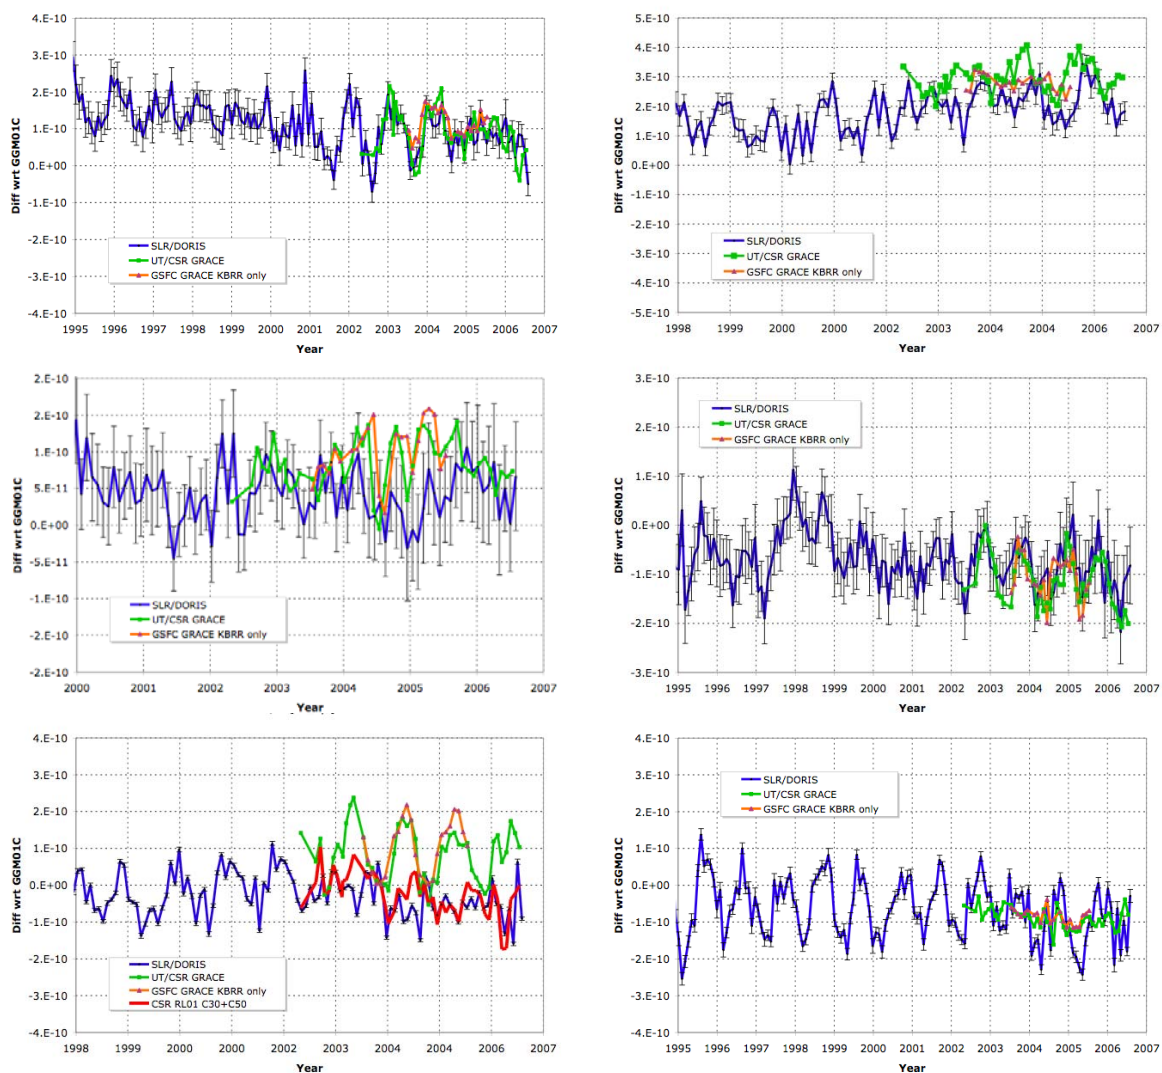 4.E-10
3.E-10
2.E-10
1.E-10
0.E+00
-1.E-10
-2.E-10
-3.E-10
-4.E-10
Diff wrt GGM01C
SLR/DORIS
UT/CSR GRACE
GSFC GRACE KBRR only
1995 1996 1997 1998 1999 2000 2001 2002 2003 2004 2005 2006 2007
Year
5.E-10
4.E-10
3.E-10
2.E-10
1.E-10
0.E+00
-1.E-10
-2.E-10
-3.E-10
-4.E-10
-5.E-10
Diff wrt GGM01C
SLR/DORIS
UT/CSR GRACE
GSFC GRACE KBRR only
1998 1999 2000 2002 2003 2004 2004 2006 2007
Year
2.E-10
2.E-10
1.E-10
5.E-11
0.E+00
-5.E-11
-1.E-10
-2.E-10
-2.E-10
Diff wrt GGM01C
SLR/DORIS
UT/CSR GRACE
GSFC GRACE KBRR only
2000 2001 2002 2003 2004 2005 2006 2007
Year
3.E-10
2.E-10
1.E-10
0.E+00
-1.E-10
-2.E-10
-3.E-10
Diff wrt GGM01C
SLR/DORIS
UT/CSR GRACE
GSFC GRACE KBRR only
1995 1996 1997 1998 1999 2000 2001 2002 2003 2004 2005 2006
Year
4.E-10
3.E-10
2.E-10
1.E-10
0.E+00
-1.E-10
-2.E-10
-3.E-10
-4.E-10
Diff wrt GGM01C
SLR/DORIS
UT/CSR GRACE
GSFC GRACE KBRR only
CSR RL01 C30+C50
1998 1999 2000 2000 2002 2003 2004 2004 2006 2007
Year
4.E-10
3.E-10
2.E-10
1.E-10
0.E+00
-1.E-10
-2.E-10
-3.E-10
-4.E-10
Diff wrt GGM01C
SLR/DORIS
UT/CSR GRACE
GSFC GRACE KBRR only
1995 1996 1997 1998 1999 2000 2001 2002 2003 2004 2005 2006 2007
Year